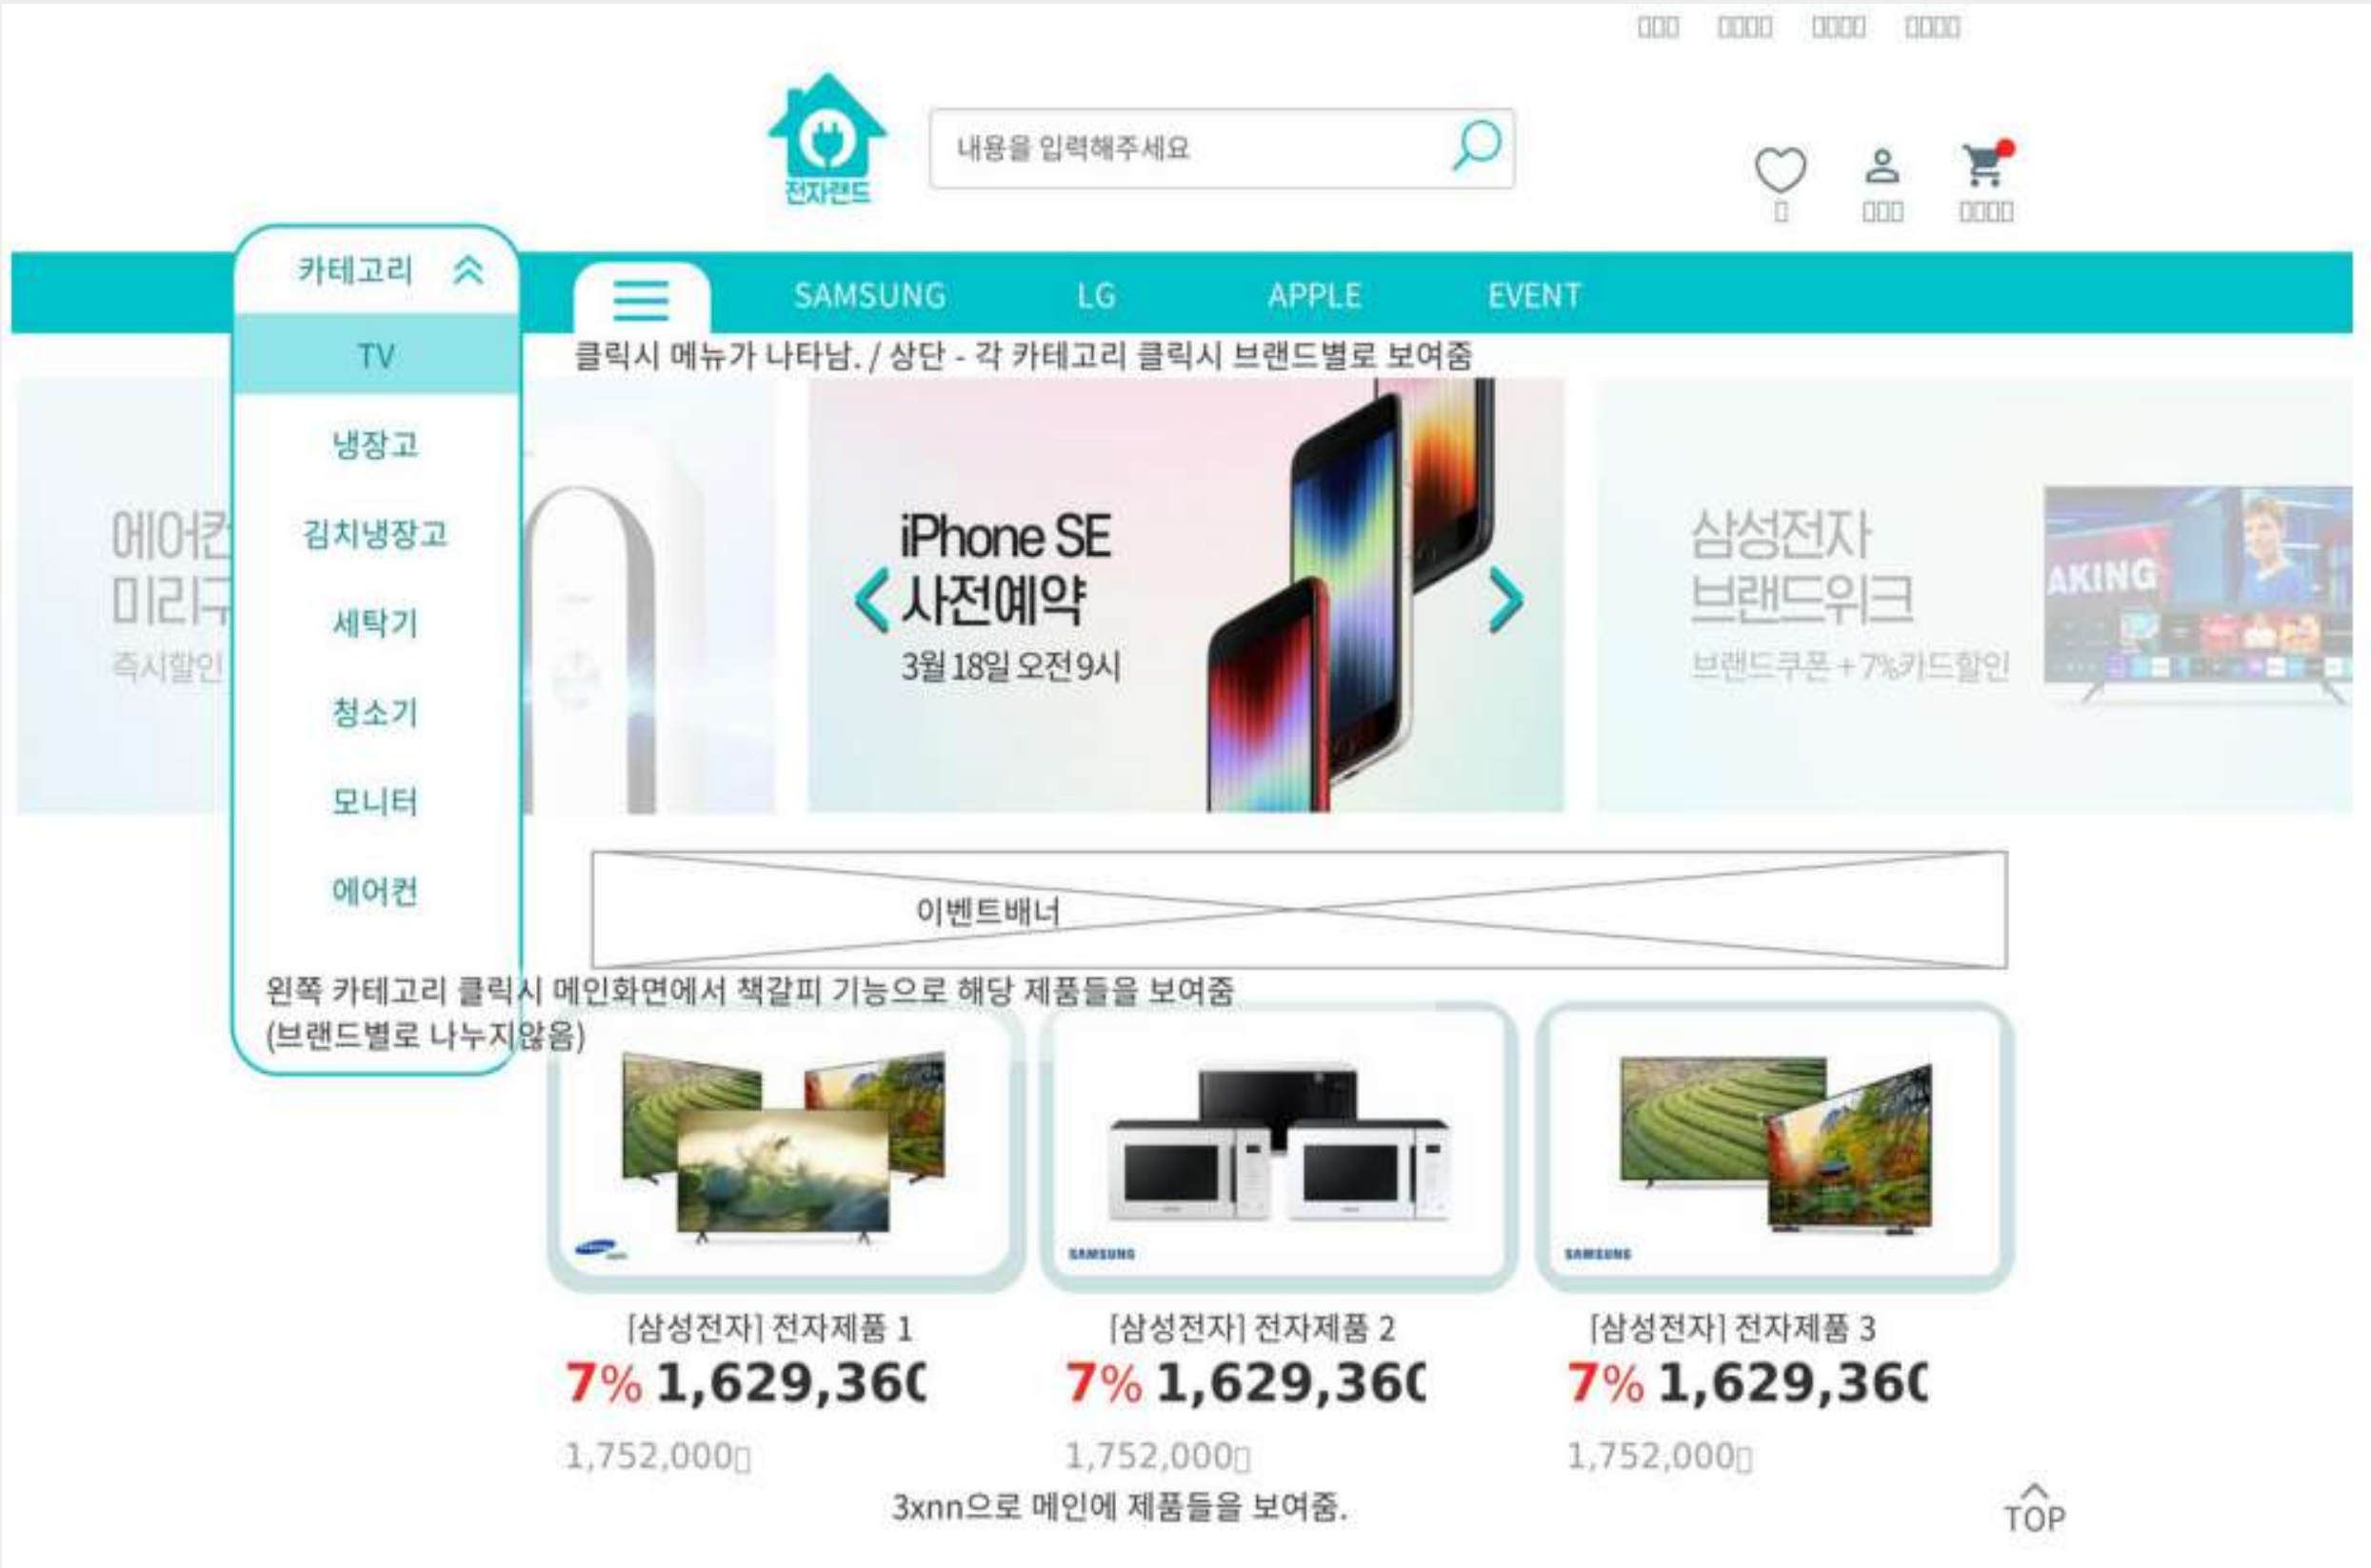 전자랜드
내용을 입력해주세요
카테고리
SAMSUNG
LG
APPLE
EVENT
클릭시 메뉴가 나타남. / 상단 - 각 카테고리 클릭시 브랜드별로 보여줌
TV
냉장고
김치냉장고
세탁기
청소기
모니터
에어컨
에어컨
미리구
즉시할인
iPhone SE
사전예약
3월 18일 오전 9시
삼성전자
브랜드위크
브랜드쿠폰 + 7%카드할인
AKING
이벤트배너
왼쪽 카테고리 클릭시 메인화면에서 책갈피 기능으로 해당 제품들을 보여줌
(브랜드별로 나누지않음)
SAMSUNG
SAMSUNG
[삼성전자] 전자제품 1
7% 1,629,360
1,752,000
[삼성전자] 전자제품 2
7% 1,629,360
1,752,000
[삼성전자] 전자제품 3
7% 1,629,360
1,752,000
3xnn으로 메인에 제품들을 보여줌.
TOP